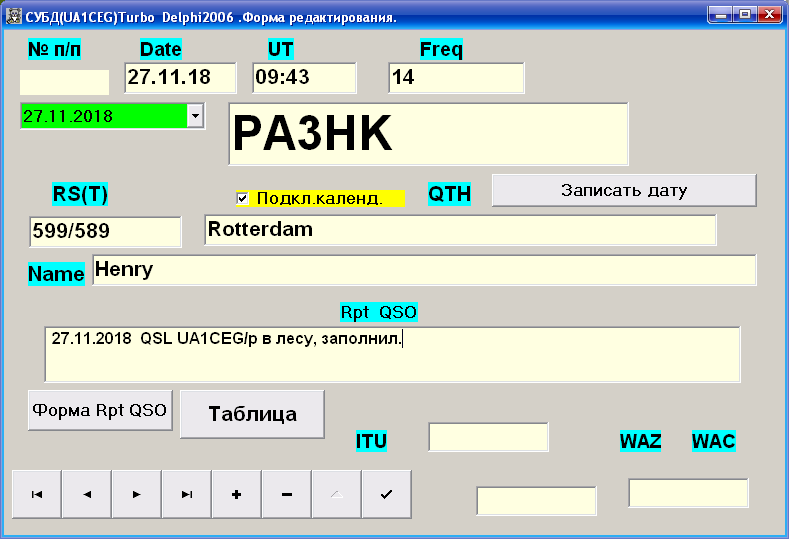 СУБД(UA1CEG)Turbo Delphi2006 .Форма редактирования.
№ п/п Date UT Freq
27.11.18 09:43 14
27.11.2018
PA3HK
RS(T) Подкл.календ. QTH Записать дату
599/589 Rotterdam
Name Henry
Rpt QSO
27.11.2018 QSL UA1CEG/p в лесу, заполнил.
Форма Rpt QSO Таблица
ITU WAZ WAC